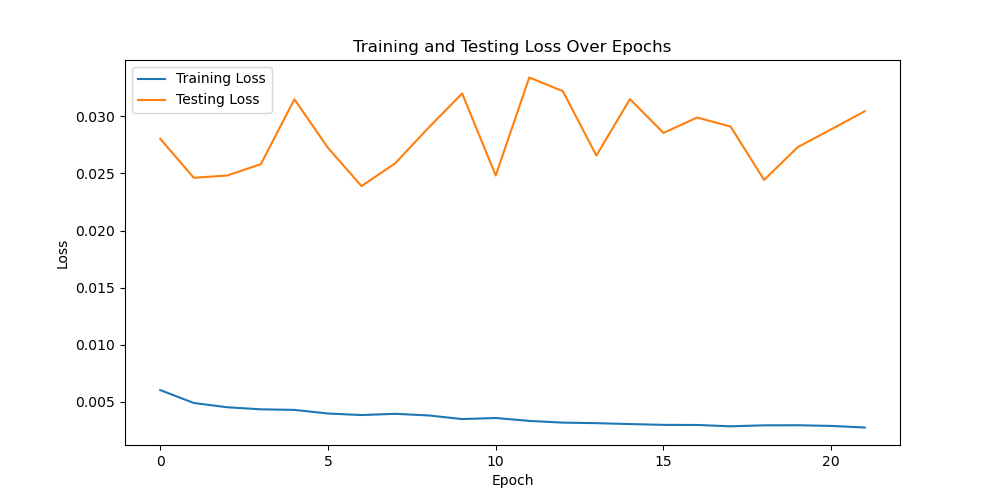 Training and Testing Loss Over Epochs
Training Loss
Testing Loss
0.030
0.025
0.020
0.015
0.010
0.005
Loss
0 5 10 15 20
Epoch